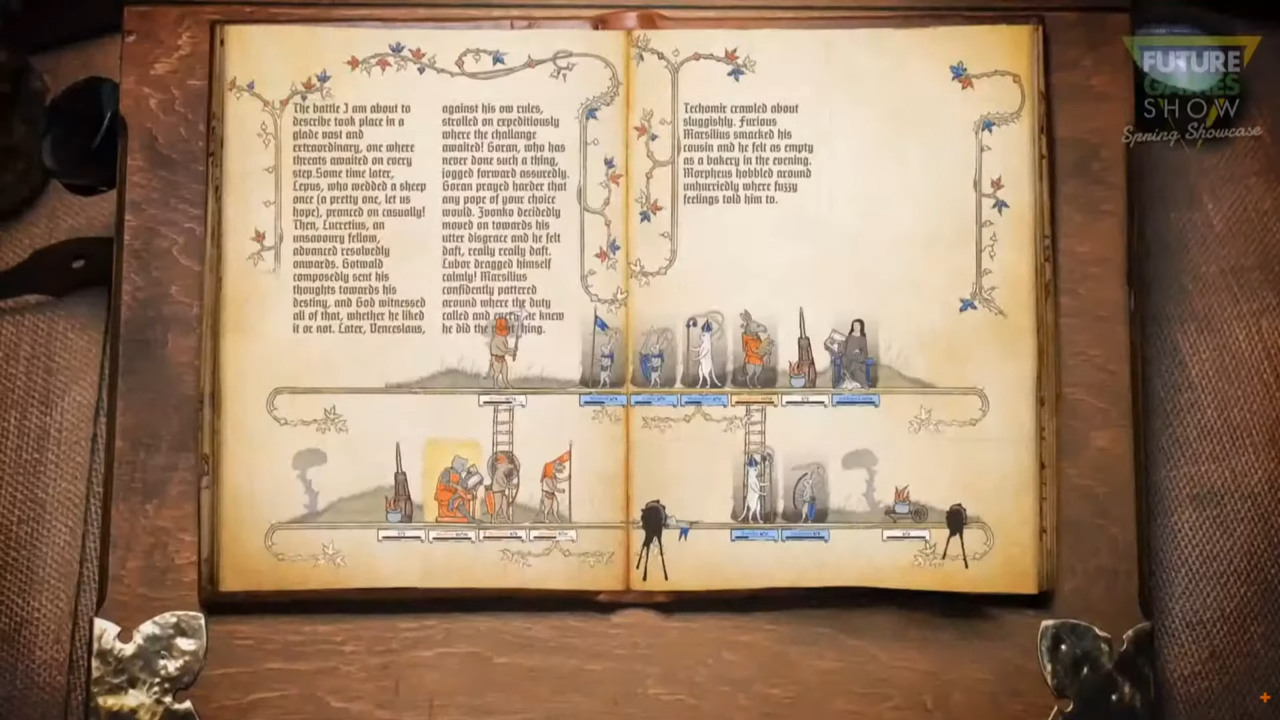 The battle I am about to
describe took place in a
glade vast and
extraordinary, one where
threats awaited on every
step.Some time later,
Lepus, who wedded a sheep
once (a pretty one, let us
hope), pranced on casually!
Then, Lucretius, an
unsavoury fellow,
advanced resolvedly
onwards. Gotwald
composedly sent his
thoughts towards his
destiny, and God witnessed
all of that, whether he liked
it or not. Later, Venceslaus,
against his ow rules,
strolled on expeditiously
where the challange
awaited! Goran, who has
never done such a thing,
jogged forward assuredly.
Goran prayed harder that
any pope of your choice
would. Zvonko decidedly
moved on towards his
utter disgrace and he felt
daft, really really daft.
Lubor dragged himself
calmly! Marsilius
confidently pattered
around where the duty
called and he knew
he did the thing.
Techomir crawled about
sluggishly. Furious
Marsilius smacked his
cousin and he felt as empty
as a bakery in the evening.
Morpheus hobbled around
unhurriedly where fuzzy
feelings told him to.
FUTURE
GAMES
SHOW
Spring Showcase